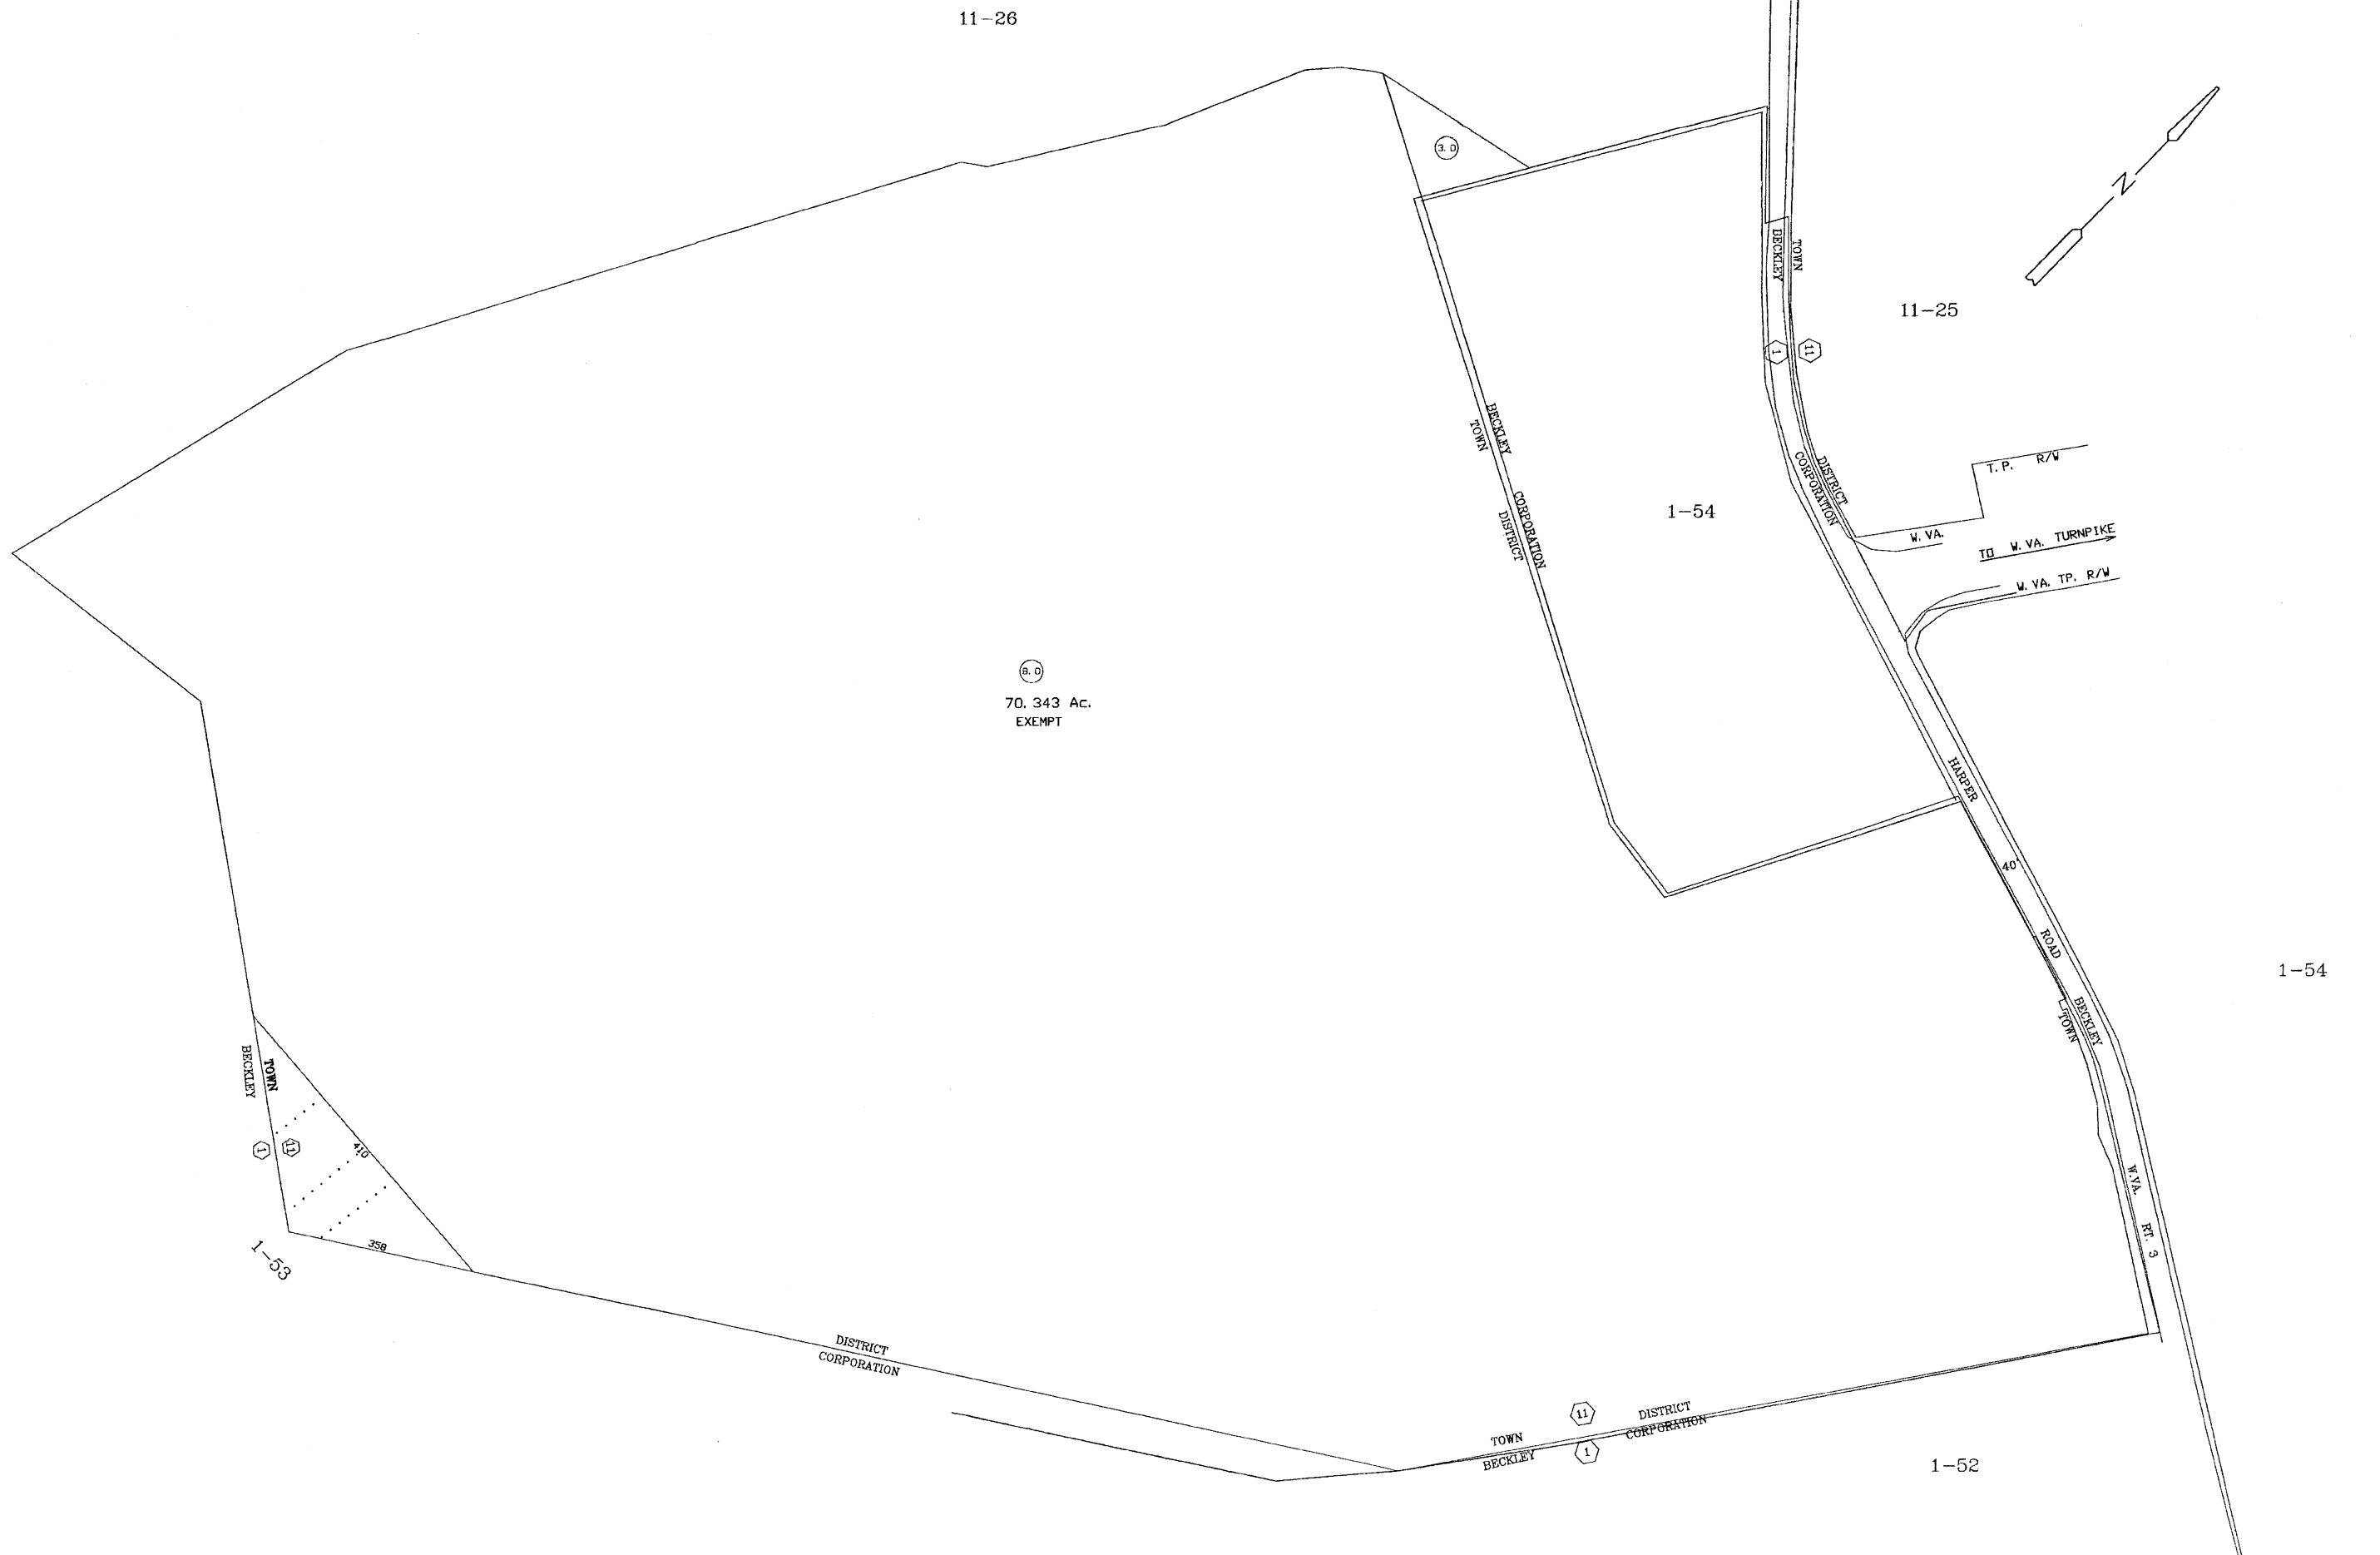 11-26
3.0
N
TOWN
BECKLEY
11-25
1
11
BECKLEY
TOWN
DISTRICT
CORPORATION
T.P. R/W
CORPORATION
DISTRICT
1-54
W. VA.
TO W. VA. TURNPIKE
W. VA. TP. R/W
8.0
70.343 Ac.
EXEMPT
HARPER
40'
ROAD
1-54
BECKLEY
TOWN
TOWN
BECKLEY
1
11
410
W.VA.
RT. 3
358
1-53
DISTRICT
CORPORATION
11
DISTRICT
CORPORATION
TOWN
BECKLEY
1
1-52